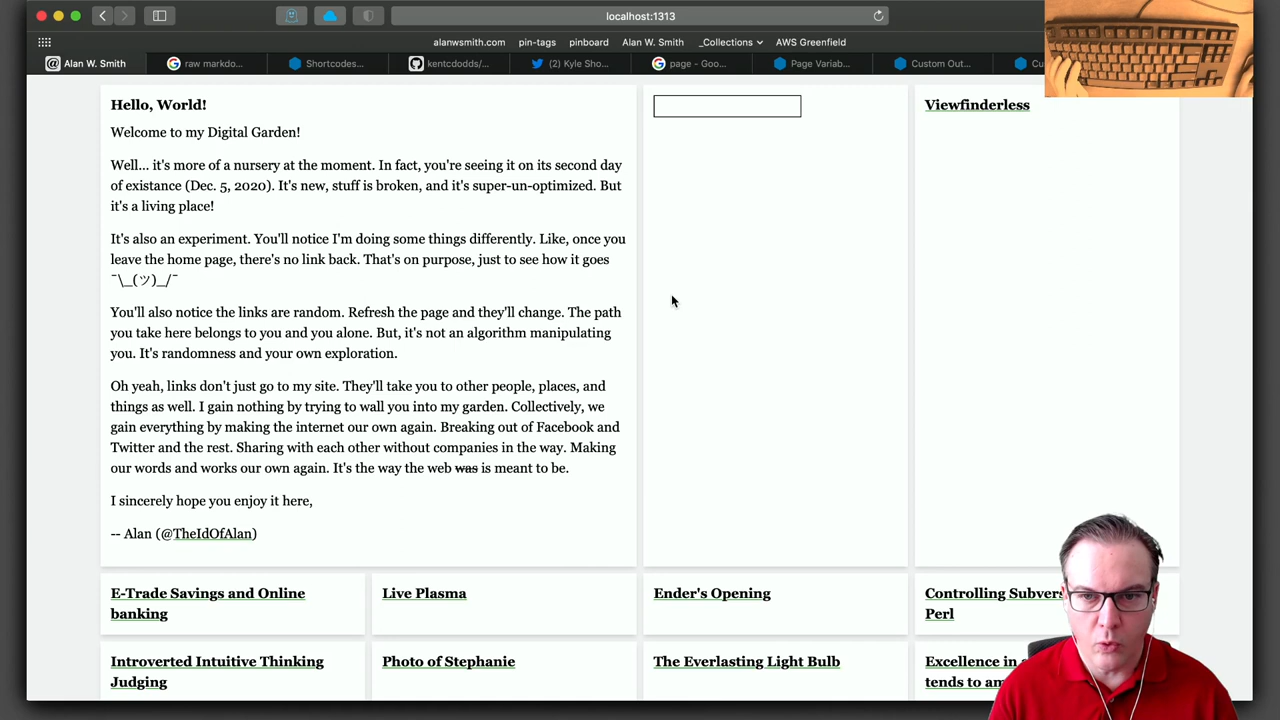 localhost:1313
alanwsmith.com pin-tags pinboard Alan W. Smith _Collections AWS Greenfield
Alan W. Smith raw markdo... Shortcodes... kentcdodds/... (2) Kyle Sho... page - Goo... Page Variab... Custom Out... Cu
Hello, World!
Welcome to my Digital Garden!
Well... it's more of a nursery at the moment. In fact, you're seeing it on its second day
of existance (Dec. 5, 2020). It's new, stuff is broken, and it's super-un-optimized. But
it's a living place!
It's also an experiment. You'll notice I'm doing some things differently. Like, once you
leave the home page, there's no link back. That's on purpose, just to see how it goes
¯\_(ツ)_/¯
You'll also notice the links are random. Refresh the page and they'll change. The path
you take here belongs to you and you alone. But, it's not an algorithm manipulating
you. It's randomness and your own exploration.
Oh yeah, links don't just go to my site. They'll take you to other people, places, and
things as well. I gain nothing by trying to wall you into my garden. Collectively, we
gain everything by making the internet our own again. Breaking out of Facebook and
Twitter and the rest. Sharing with each other without companies in the way. Making
our words and works our own again. It's the way the web was is meant to be.
I sincerely hope you enjoy it here,
-- Alan (@TheIdOfAlan)
Viewfinderless
E-Trade Savings and Online
banking
Live Plasma
Ender's Opening
Controlling Subvers
Perl
Introverted Intuitive Thinking
Judging
Photo of Stephanie
The Everlasting Light Bulb
Excellence in
tends to am